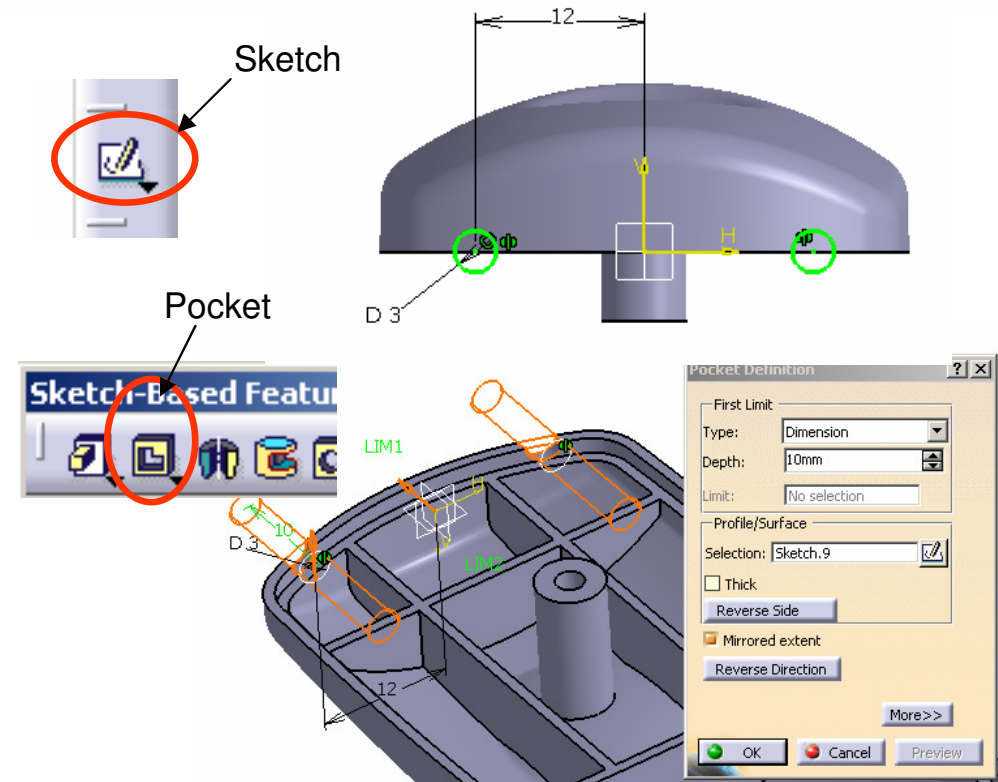 12
Sketch
V
H
D 3
Pocket
Sketch-Based Featur
Pocket Definition
? X
First Limit
Type: Dimension
Depth: 10mm
Limit: No selection
Profile/Surface
Selection: Sketch.9
Thick
Reverse Side
Mirrored extent
Reverse Direction
More>>
OK Cancel Preview
LIM1
H
V
10
D 3
LIM2
12